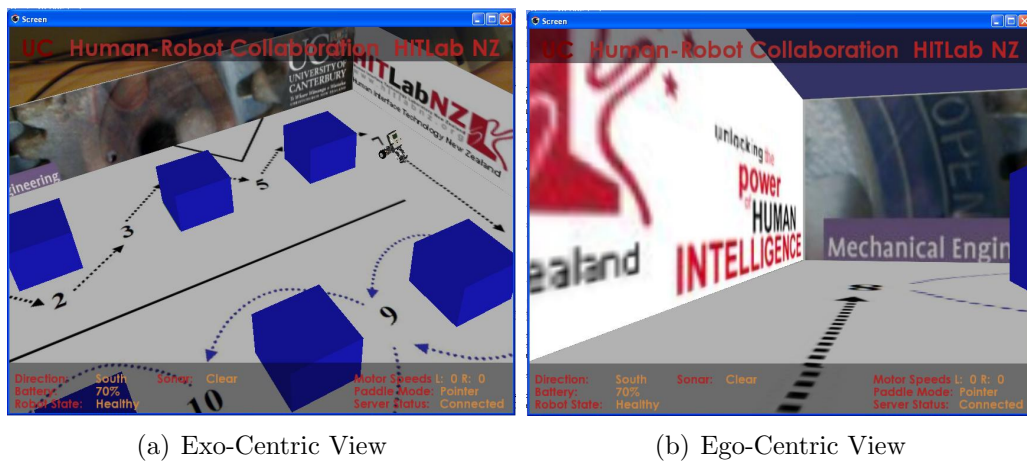 Screen
UC Human-Robot Collaboration HITLab NZ
UC
UNIVERSITY OF
CANTERBURY
HITLabNZ
Human Interface Technology New Zealand
gineering
2
3
5
9
10
Direction: South Sonar: Clear Motor Speeds L: 0 R: 0
Battery: 70% Paddle Mode: Pointer
Robot State: Healthy Server Status: Connected
(a) Exo-Centric View
Screen
UC Human-Robot Collaboration HITLab NZ
unlocking the
power
of HUMAN
INTELLIGENCE
ealand
OPEN
Mechanical Engin
Direction: South Sonar: Clear Motor Speeds L: 0 R: 0
Battery: 70% Paddle Mode: Pointer
Robot State: Healthy Server Status: Connected
(b) Ego-Centric View